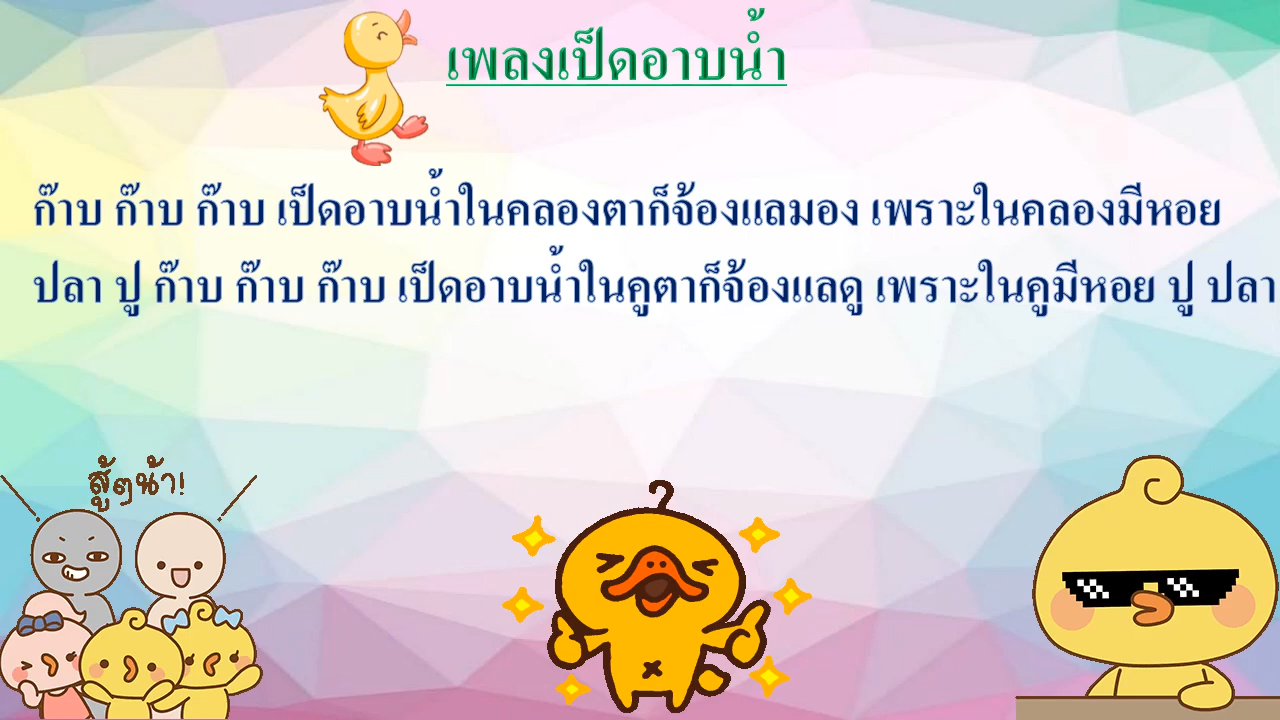 เพลงเป็ดอาบน้ำ
ก๊าบ ก๊าบ ก๊าบ เป็ดอาบน้ำในคลองตาก็จ้องแลมอง เพราะในคลองมีหอย
ปลา ปู ก๊าบ ก๊าบ ก๊าบ เป็ดอาบน้ำในคูตาก็จ้องแลดู เพราะในคูมีหอย ปู ปลา
สู้ๆน้า!